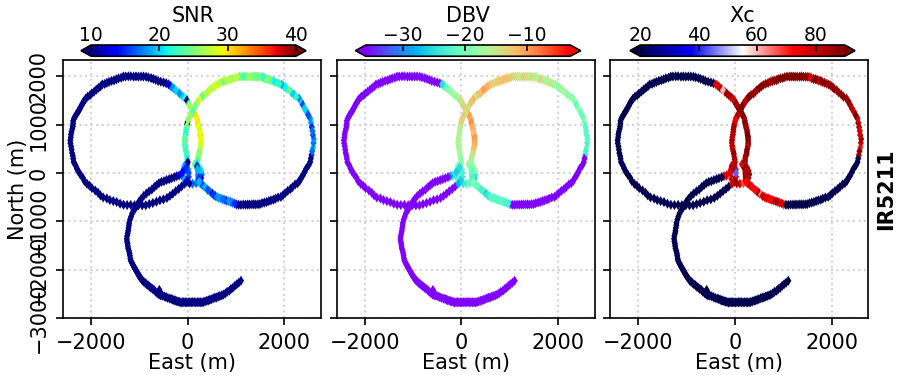 SNR DBV Xc
10 20 30 40 −30 −20 −10 20 40 60 80
2000
1000
0
−1000
−2000
−3000
North (m)
IR5211
−2000 0 2000 −2000 0 2000 −2000 0 2000
East (m) East (m) East (m)